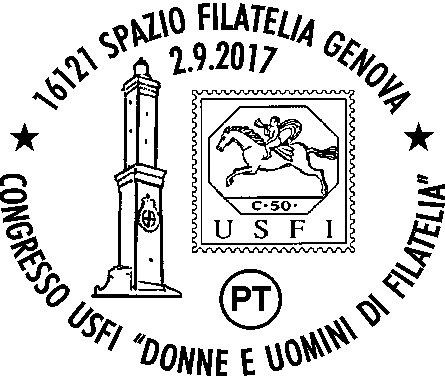 16121 SPAZIO FILATELIA GENOVA
2.9.2017
C·50·
USFI
PT
CONGRESSO USFI "DONNE E UOMINI DI FILATELIA"